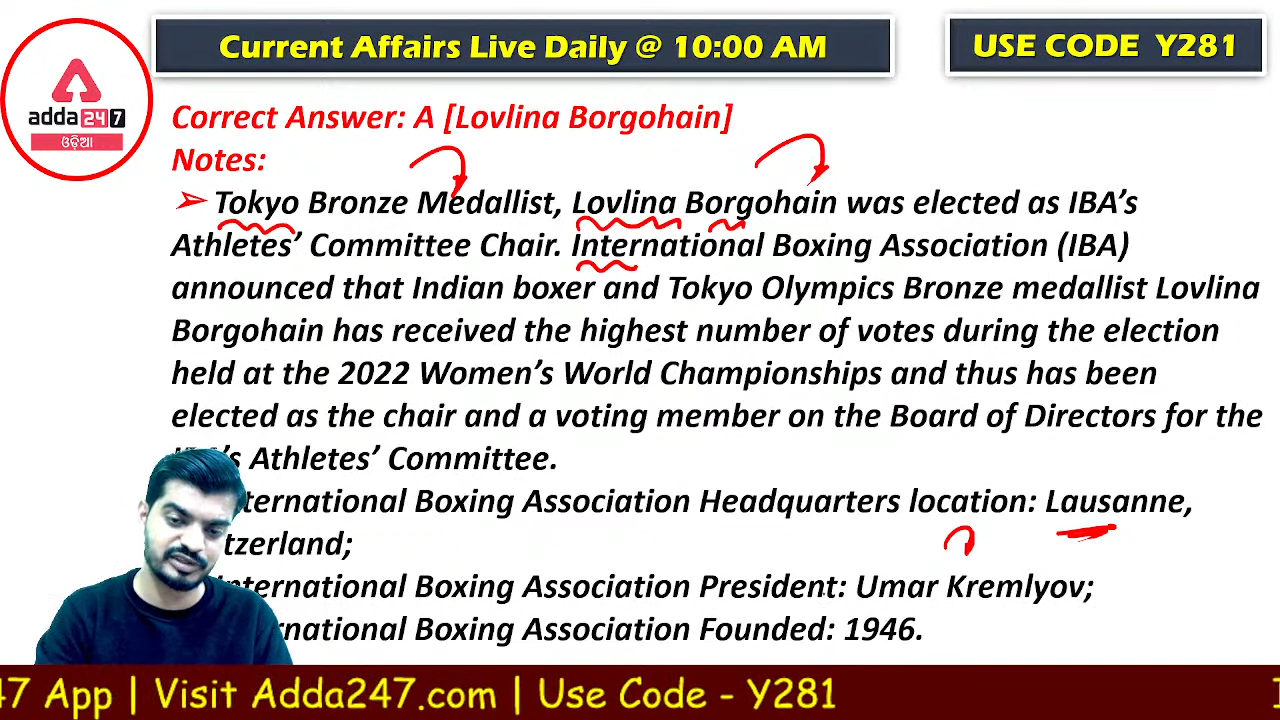 Current Affairs Live Daily @ 10:00 AM
USE CODE Y281
adda 24 7
ଓଡ଼ିଆ
Correct Answer: A [Lovlina Borgohain]
Notes:
➢ Tokyo Bronze Medallist, Lovlina Borgohain was elected as IBA’s
Athletes’ Committee Chair. International Boxing Association (IBA)
announced that Indian boxer and Tokyo Olympics Bronze medallist Lovlina
Borgohain has received the highest number of votes during the election
held at the 2022 Women’s World Championships and thus has been
elected as the chair and a voting member on the Board of Directors for the
Athletes’ Committee.
Boxing Association Headquarters location: Lausanne,
International Boxing Association President: Umar Kremlyov;
Boxing Association Founded: 1946.
47 App | Visit Adda247.com | Use Code - Y281